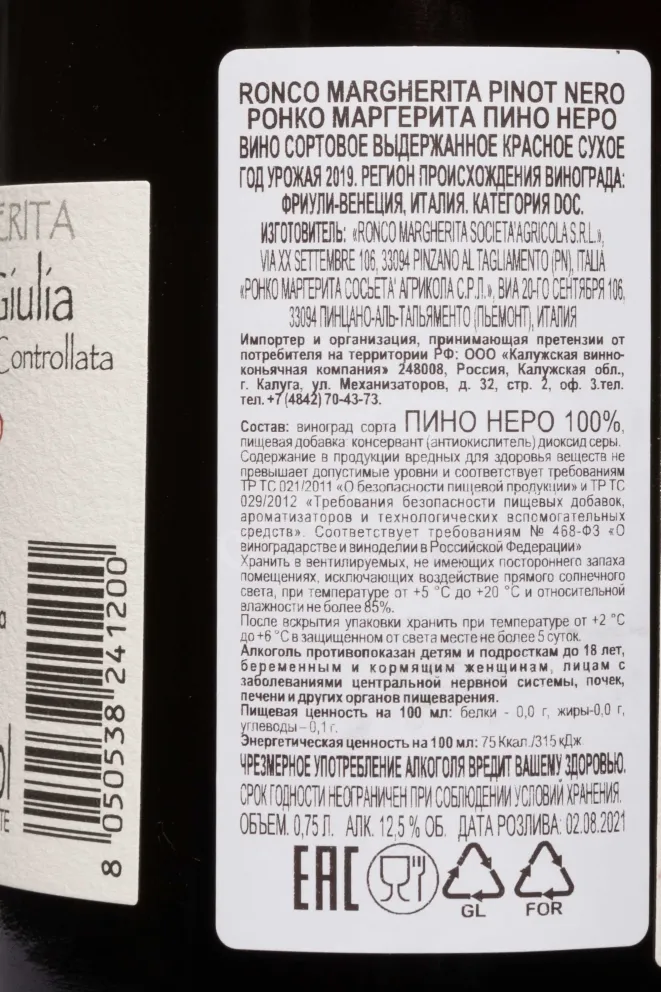 RONCO MARGHERITA PINOT NERO
РОНКО МАРГЕРИТА ПИНО НЕРО
ВИНО СОРТОВОЕ ВЫДЕРЖАННОЕ КРАСНОЕ СУХОЕ
ГОД УРОЖАЯ 2019. РЕГИОН ПРОИСХОЖДЕНИЯ ВИНОГРАДА:
ФРИУЛИ-ВЕНЕЦИЯ, ИТАЛИЯ. КАТЕГОРИЯ DOC.
ИЗГОТОВИТЕЛЬ: «RONCO MARGHERITA SOCIETA'AGRICOLA S.R.L.»,
VIA XX SETTEMBRE 106, 33094 PINZANO AL TAGLIAMENTO (PN), ITALIA
«РОНКО МАРГЕРИТА СОСЬЕТА' АГРИКОЛА С.Р.Л.», ВИА 20-ГО СЕНТЯБРЯ 106,
33094 ПИНЦАНО-АЛЬ-ТАЛЬЯМЕНТО (ПЬЕМОНТ), ИТАЛИЯ
Импортер и организация, принимающая претензии от
потребителя на территории РФ: ООО «Калужская винно-
коньячная компания» 248008, Россия, Калужская обл.,
г. Калуга, ул. Механизаторов, д. 32, стр. 2, оф. 3.тел.
тел.+7 (4842) 70-43-73.
Состав: виноград сорта ПИНО НЕРО 100%,
пищевая добавка консервант (антиокислитель) диоксид серы.
Содержание в продукции вредных для здоровья веществ не
превышает допустимые уровни и соответствует требованиям
ТР ТС 021/2011 «О безопасности пищевой продукции» и ТР ТС
029/2012 «Требования безопасности пищевых добавок,
ароматизаторов и технологических вспомогательных
средств». Соответствует требованиям № 468-ФЗ «О
виноградарстве и виноделии в Российской Федерации»
Хранить в вентилируемых, не имеющих постороннего запаха
помещениях, исключающих воздействие прямого солнечного
света, при температуре от +5 °С до +20 °С и относительной
влажности не более 85%.
После вскрытия упаковки хранить при температуре от +2 °С
до +6 °С в защищенном от света месте не более 5 суток.
Алкоголь противопоказан детям и подросткам до 18 лет,
беременным и кормящим женщинам, лицам с
заболеваниями центральной нервной системы, почек,
печени и других органов пищеварения.
Пищевая ценность на 100 мл: белки - 0,0 г, жиры-0,0 г,
углеводы – 0,1 г.
Энергетическая ценность на 100 мл: 75 Ккал./315 кДж
ЧРЕЗМЕРНОЕ УПОТРЕБЛЕНИЕ АЛКОГОЛЯ ВРЕДИТ ВАШЕМУ ЗДОРОВЬЮ.
СРОК ГОДНОСТИ НЕОГРАНИЧЕН ПРИ СОБЛЮДЕНИИ УСЛОВИЙ ХРАНЕНИЯ.
ОБЪЕМ. 0,75 Л. АЛК. 12,5 % ОБ. ДАТА РОЗЛИВА: 02.08.2021
EAC
GL FOR
ERITA
Giulia
Controllata
8 050538 241200